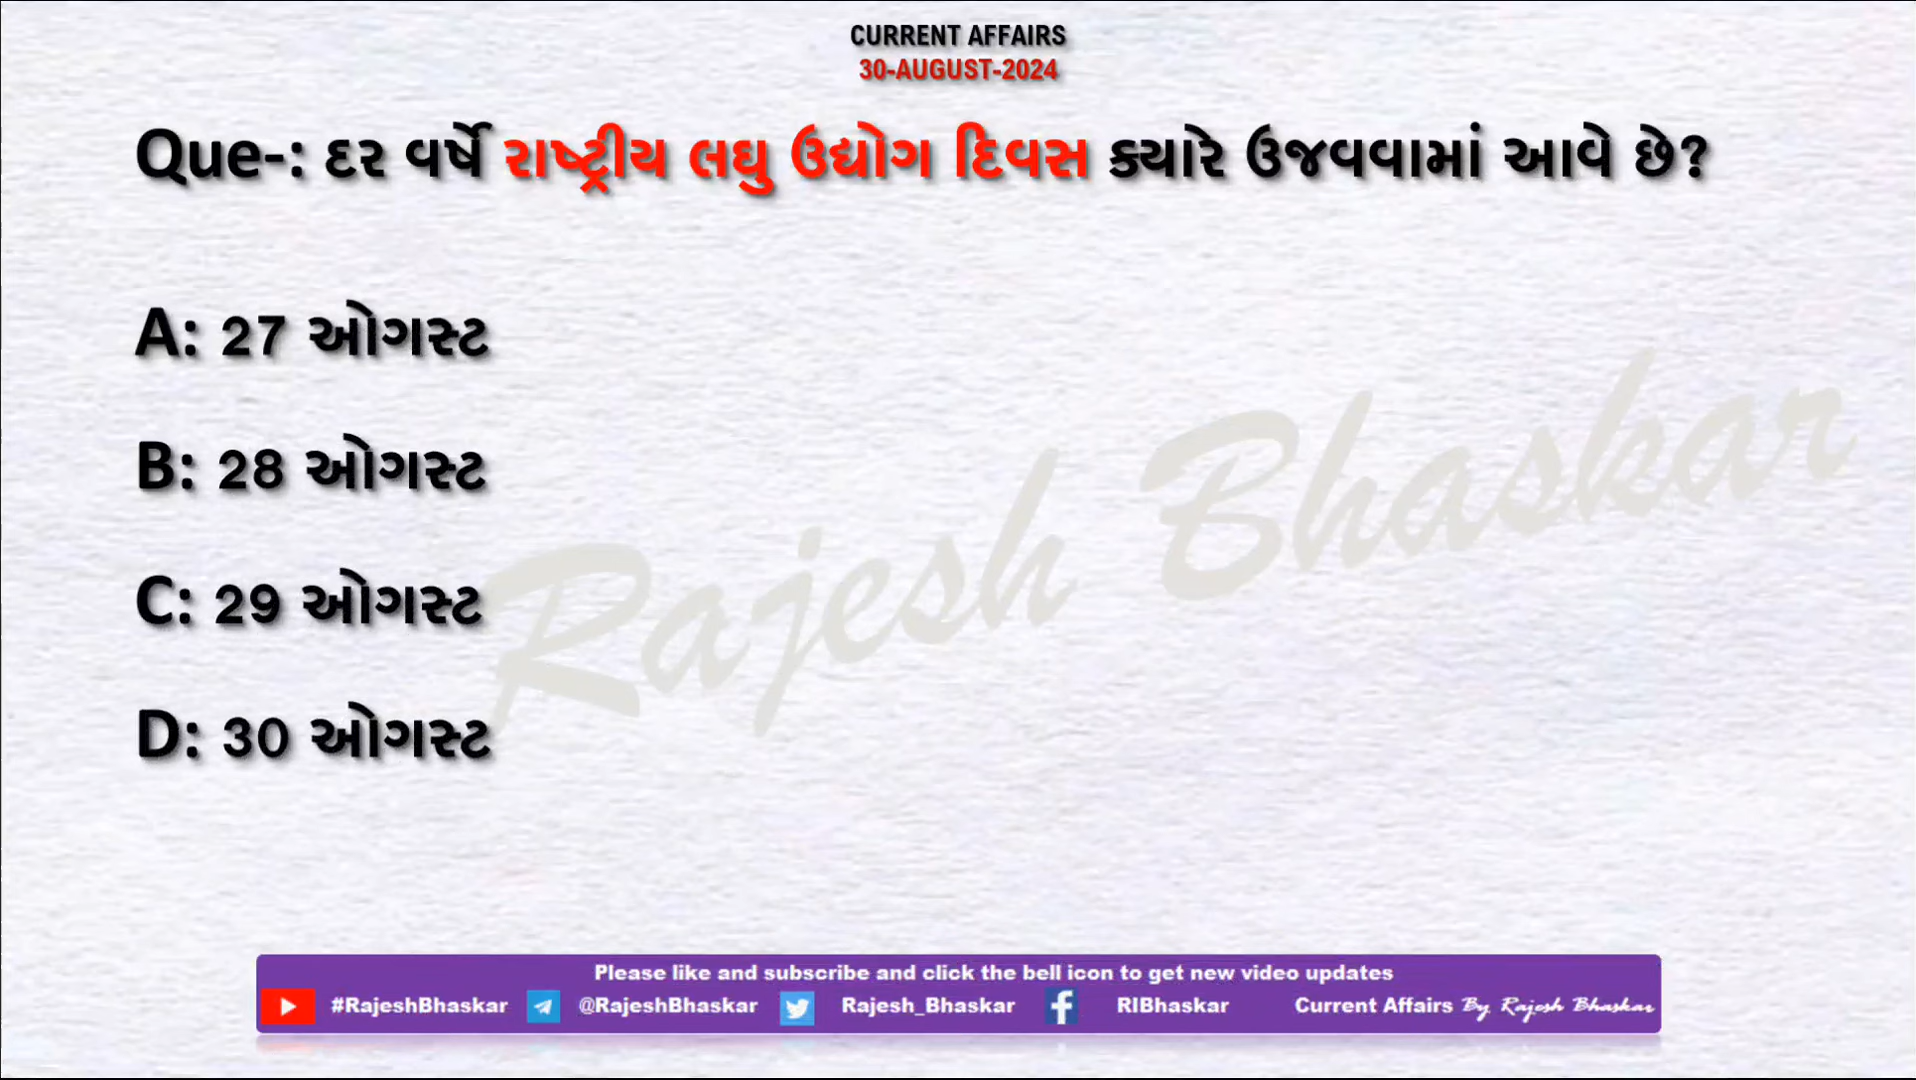 CURRENT AFFAIRS
30-AUGUST-2024
Que-: દર વર્ષે રાષ્ટ્રીય લઘુ ઉદ્યોગ દિવસ ક્યારે ઉજવવામાં આવે છે?
A: 27 ઓગસ્ટ
B: 28 ઓગસ્ટ
C: 29 ઓગસ્ટ
D: 30 ઓગસ્ટ
Rajesh Bhaskar
Please like and subscribe and click the bell icon to get new video updates
#RajeshBhaskar @RajeshBhaskar Rajesh_Bhaskar RIBhaskar Current Affairs By Rajesh Bhaskar